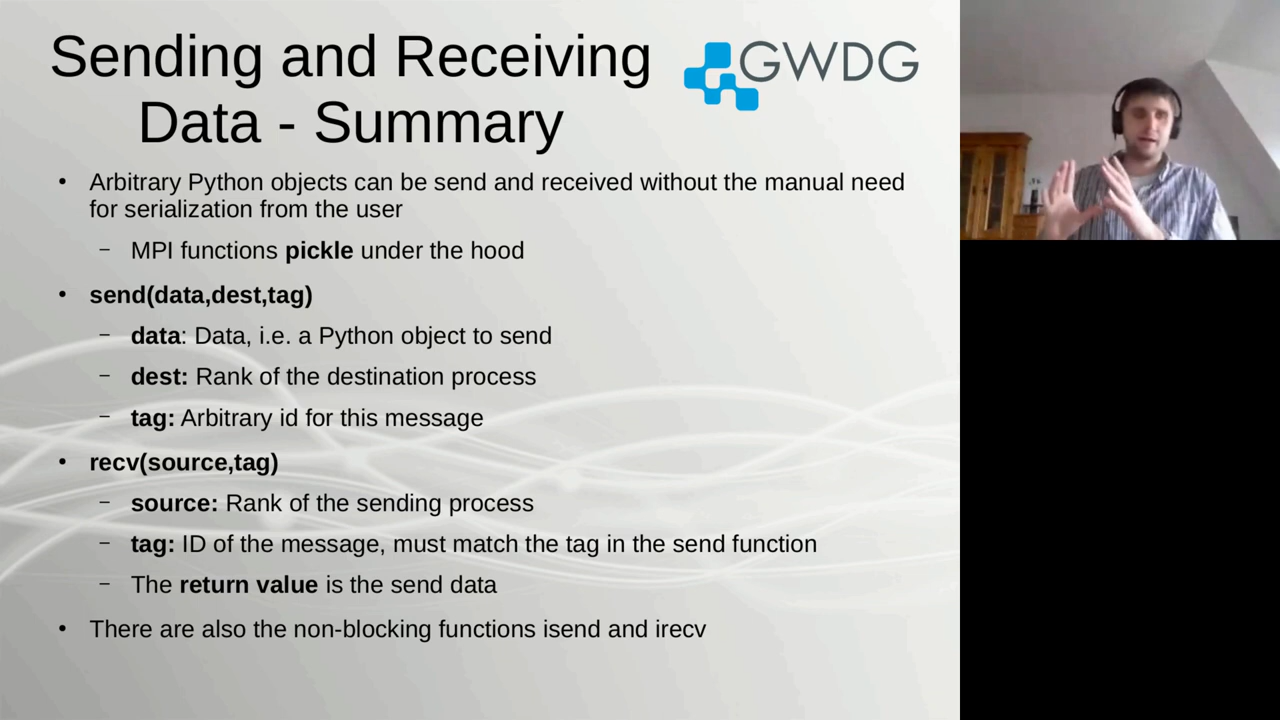 Sending and Receiving
Data - Summary
GWDG
• Arbitrary Python objects can be send and received without the manual need
for serialization from the user
– MPI functions pickle under the hood
• send(data,dest,tag)
– data: Data, i.e. a Python object to send
– dest: Rank of the destination process
– tag: Arbitrary id for this message
• recv(source,tag)
– source: Rank of the sending process
– tag: ID of the message, must match the tag in the send function
– The return value is the send data
• There are also the non-blocking functions isend and irecv